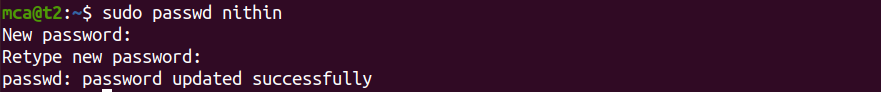 mca@t2:~$ sudo passwd nithin
New password:
Retype new password:
passwd: password updated successfully